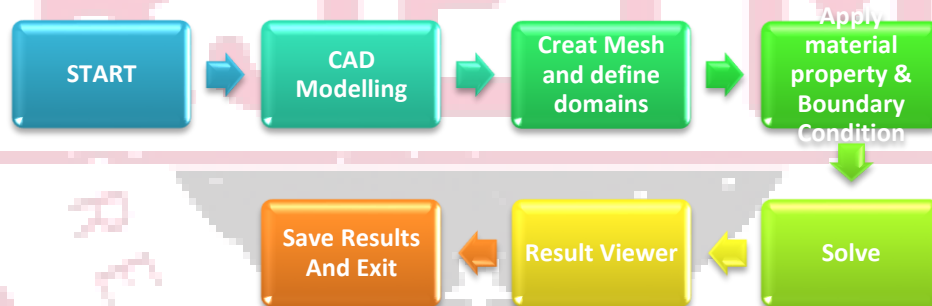 START
CAD
Modelling
Creat Mesh
and define
domains
Apply
material
property &
Boundary
Condition
Solve
Result Viewer
Save Results
And Exit